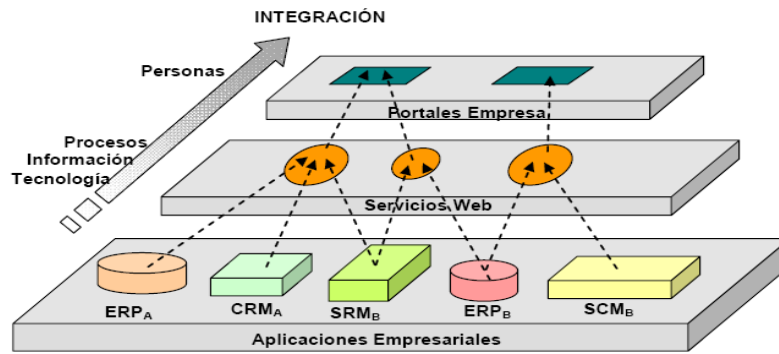 INTEGRACIÓN
Personas
Procesos
Información
Tecnología
Portales Empresa
Servicios Web
ERPA
CRMA
SRMB
ERPB
SCMB
Aplicaciones Empresariales